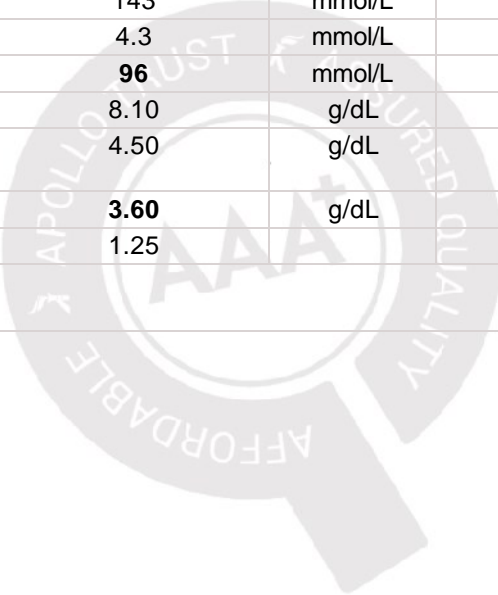 143 mmol/L
4.3 mmol/L
96 mmol/L
8.10 g/dL
4.50 g/dL
3.60 g/dL
1.25
APOLLO TRUST ASSURED QUALITY AFFORDABLE
AAA+